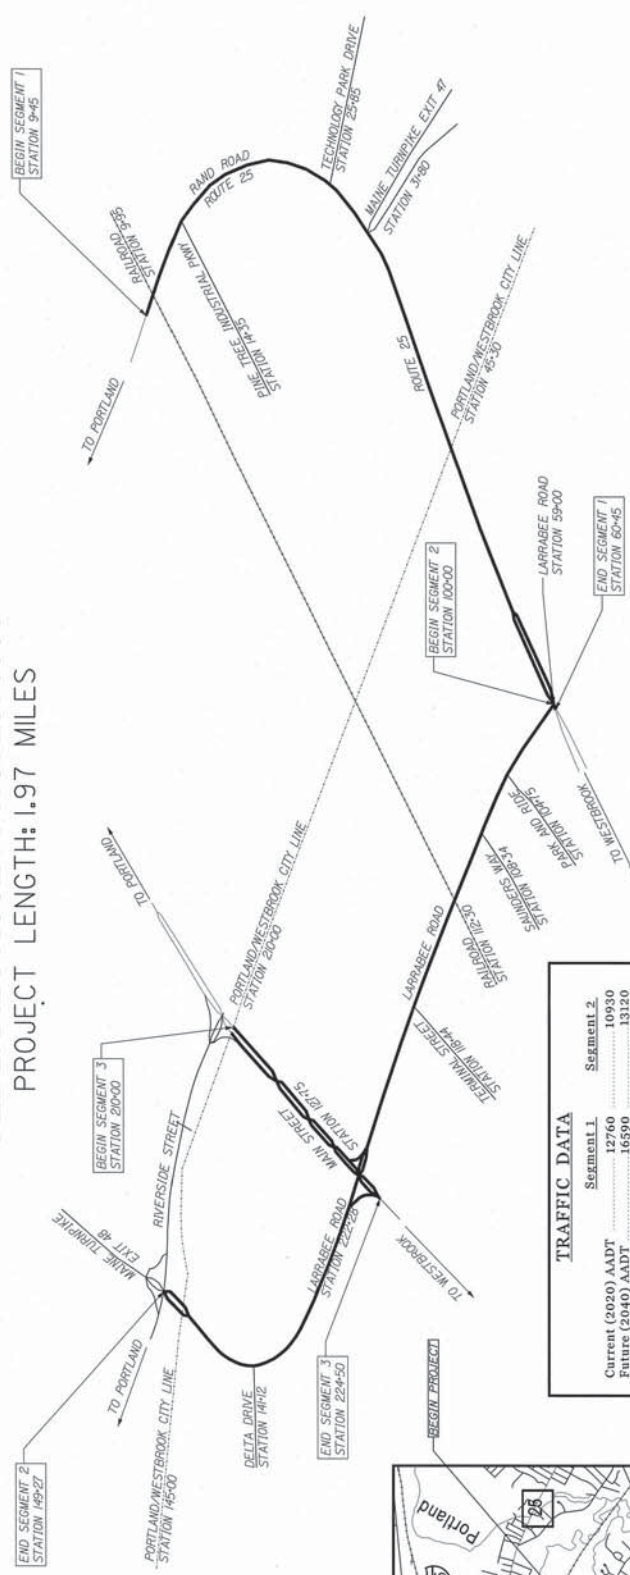 PROJECT LENGTH: 1.97 MILES
BEGIN SEGMENT 1
STATION 9+45
RAILROAD
STATION 9+95
TO PORTLAND
RAND ROAD
ROUTE 25
PINE TREE INDUSTRIAL PKWY
STATION 14+35
TECHNOLOGY PARK DRIVE
STATION 25+85
MAINE TURNPIKE EXIT 47
STATION 31+80
ROUTE 25
PORTLAND/WESTBROOK CITY LINE
STATION 45+30
LARRABEE ROAD
STATION 59+00
END SEGMENT 1
STATION 60+45
BEGIN SEGMENT 2
STATION 100+00
TO WESTBROOK
PARK AND RIDE
STATION 104+75
SAUNDERS WAY
STATION 108+34
RAILROAD
STATION 112+30
LARRABEE ROAD
TERMINAL STREET
STATION 118+44
TO PORTLAND
PORTLAND/WESTBROOK CITY LINE
STATION 210+00
BEGIN SEGMENT 3
STATION 210+00
MAIN STREET
STATION 127+75
RIVERSIDE STREET
LARRABEE ROAD
STATION 222+28
TO WESTBROOK
END SEGMENT 3
STATION 224+50
MAINE TURNPIKE
EXIT 48
TO PORTLAND
DELTA DRIVE
STATION 141+12
PORTLAND/WESTBROOK CITY LINE
STATION 145+00
END SEGMENT 2
STATION 149+27
BEGIN PROJECT
Portland
25
TRAFFIC DATA
Segment 1 Segment 2
Current (2020) AADT 12760 10930
Future (2040) AADT 16590 13120